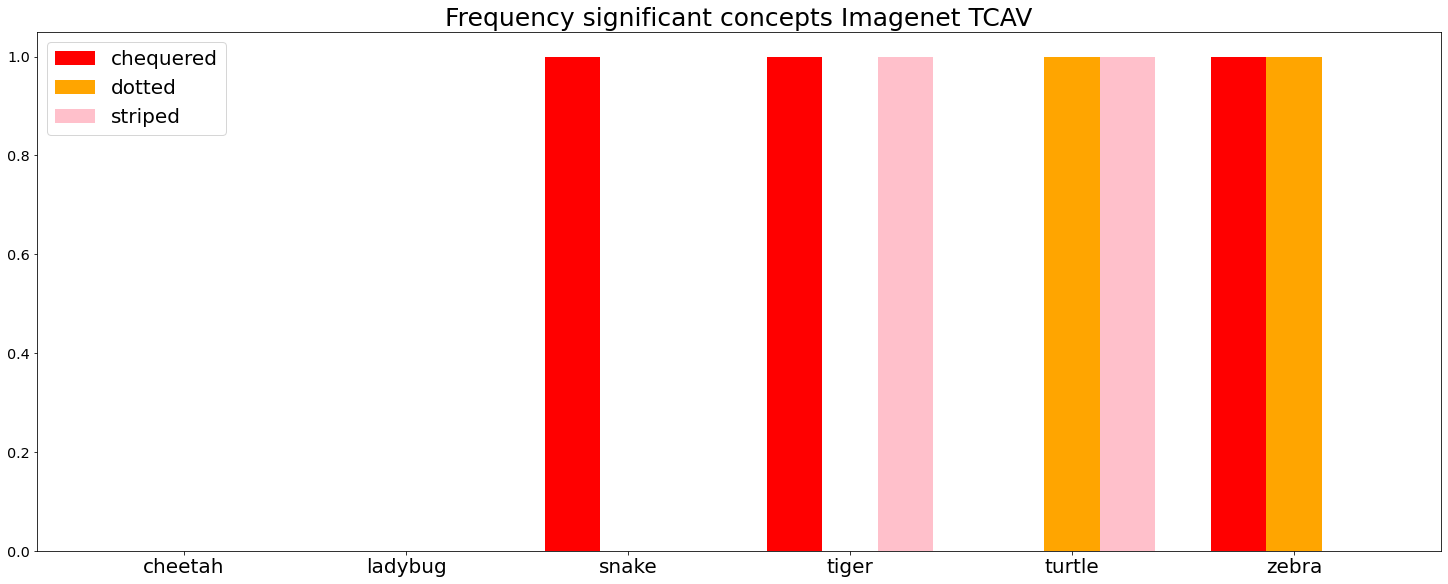 Frequency significant concepts Imagenet TCAV
chequered
dotted
striped
1.0
0.8
0.6
0.4
0.2
0.0
cheetah ladybug snake tiger turtle zebra